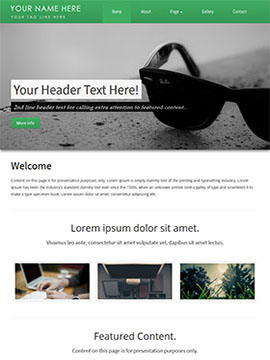 YOUR NAME HERE
YOUR TAG LINE HERE
Home About Page Gallery Contact
Your Header Text Here!
2nd line header text for calling extra attention to featured content..
More Info
Welcome
Content on this page is for presentation purposes only. Lorem Ipsum is simply dummy text of the printing and typesetting industry. Lorem
Ipsum has been the industry's standard dummy text ever since the 1500s, when an unknown printer took a galley of type and scrambled it to
make a type specimen book. Lorem ipsum dolor sit amet, consectetur adipiscing elit.
Lorem ipsum dolor sit amet.
Vivamus leo ante, consectetur sit amet vulputate vel, dapibus sit amet lectus.
Featured Content.
Content on this page is for presentation purposes only.